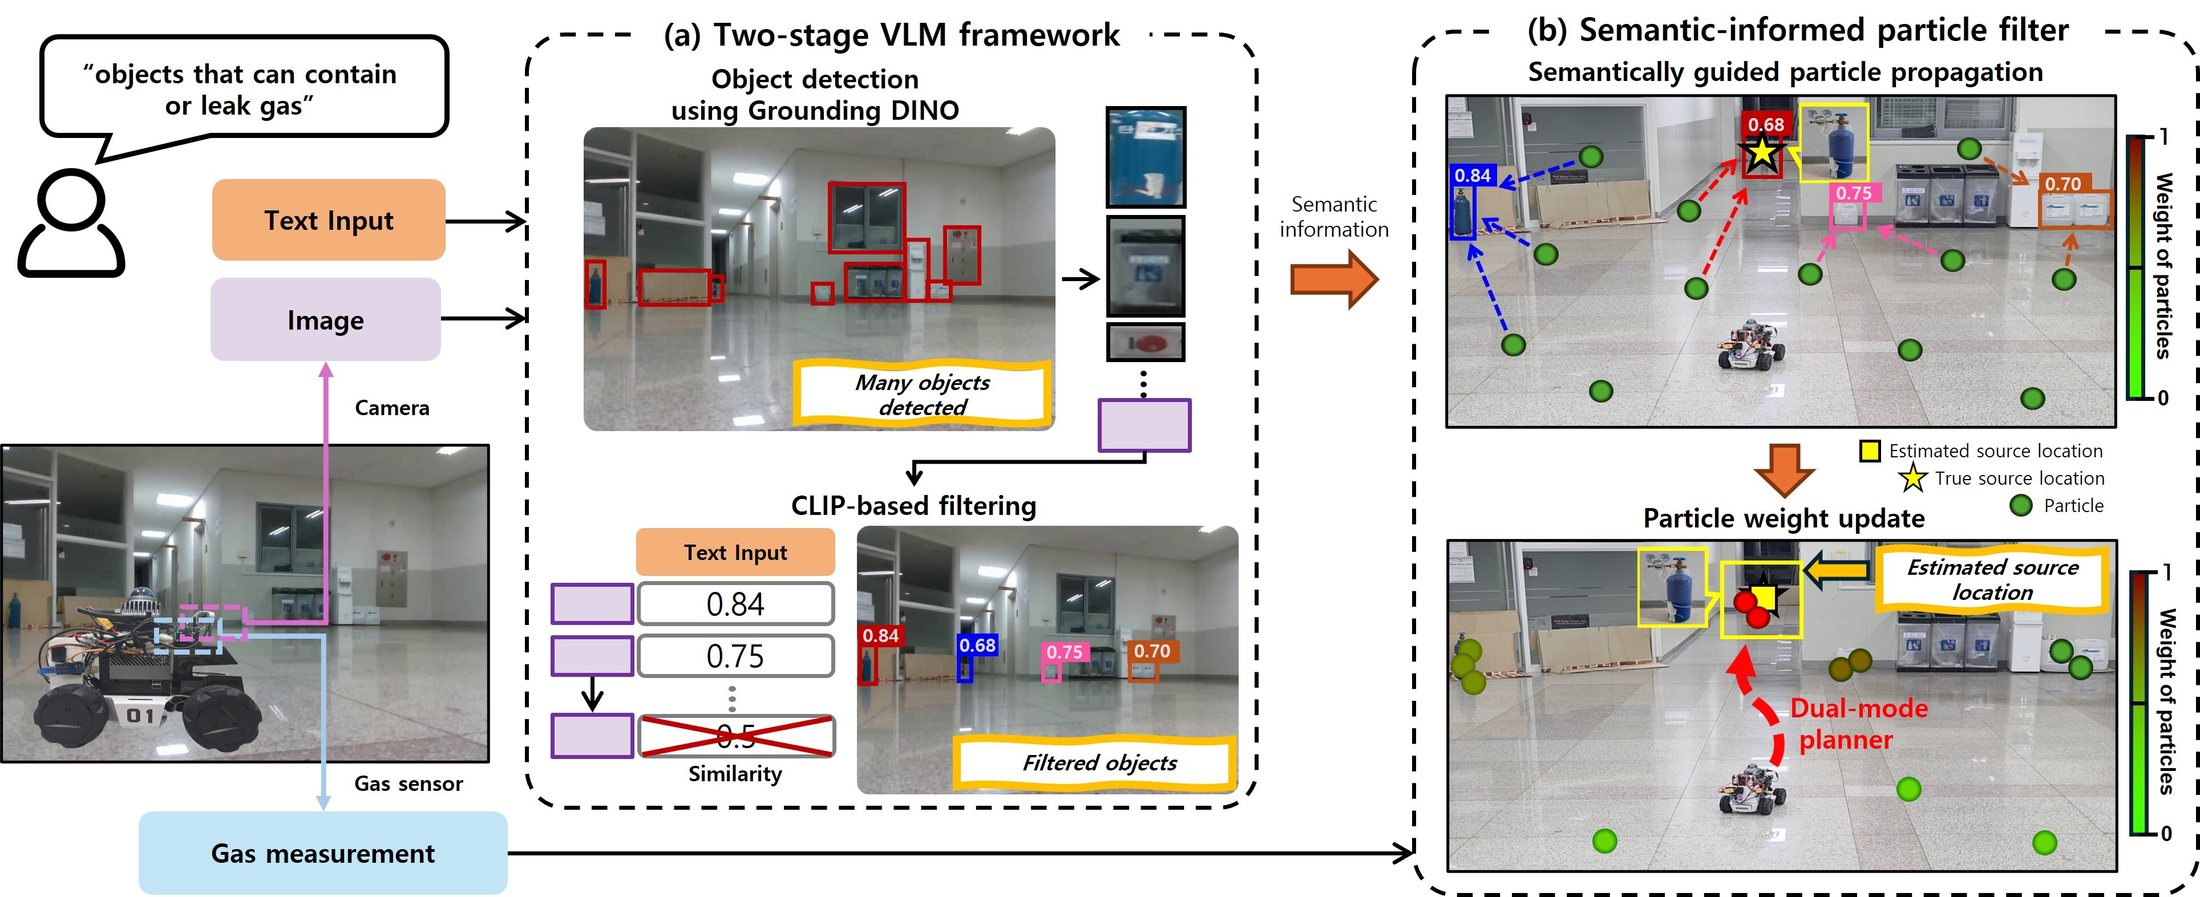 “objects that can contain
or leak gas”
Text Input
Image
Camera
01
Gas sensor
Gas measurement
(a) Two-stage VLM framework
Object detection
using Grounding DINO
Many objects
detected
CLIP-based filtering
Text Input
0.84
0.75
0.5
Similarity
0.84
0.68
0.75
0.70
Filtered objects
Semantic
information
(b) Semantic-informed particle filter
Semantically guided particle propagation
0.84
0.68
0.75
0.70
1
Weight of particles
0
Estimated source location
True source location
Particle
Particle weight update
Estimated source
location
Dual-mode
planner
1
Weight of particles
0